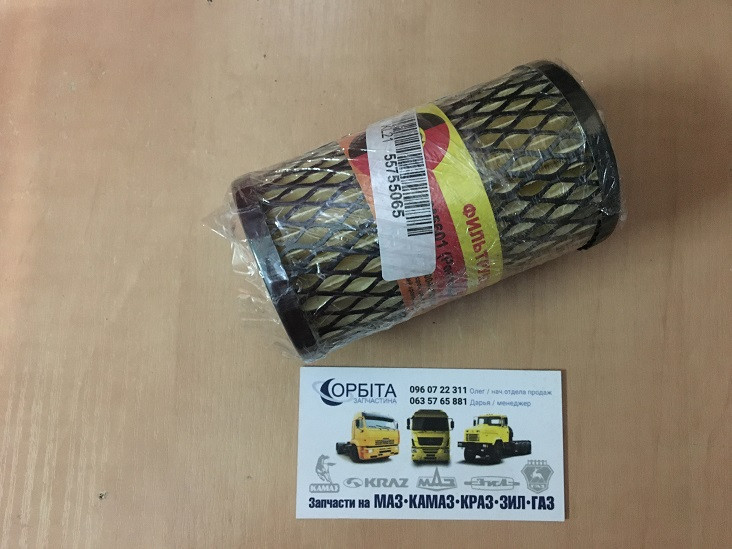 55755065
ФИЛЬТР
ОРБІТА
ЗАПЧАСТИНА
096 07 22 311 Олег / нач.отдела продаж
063 57 65 881 Дарья / менеджер
КАМАЗ KRAZ МАЗ ЗиЛ ГАЗ
Запчасти на МАЗ•КАМАЗ•КРАЗ•ЗИЛ•ГАЗ